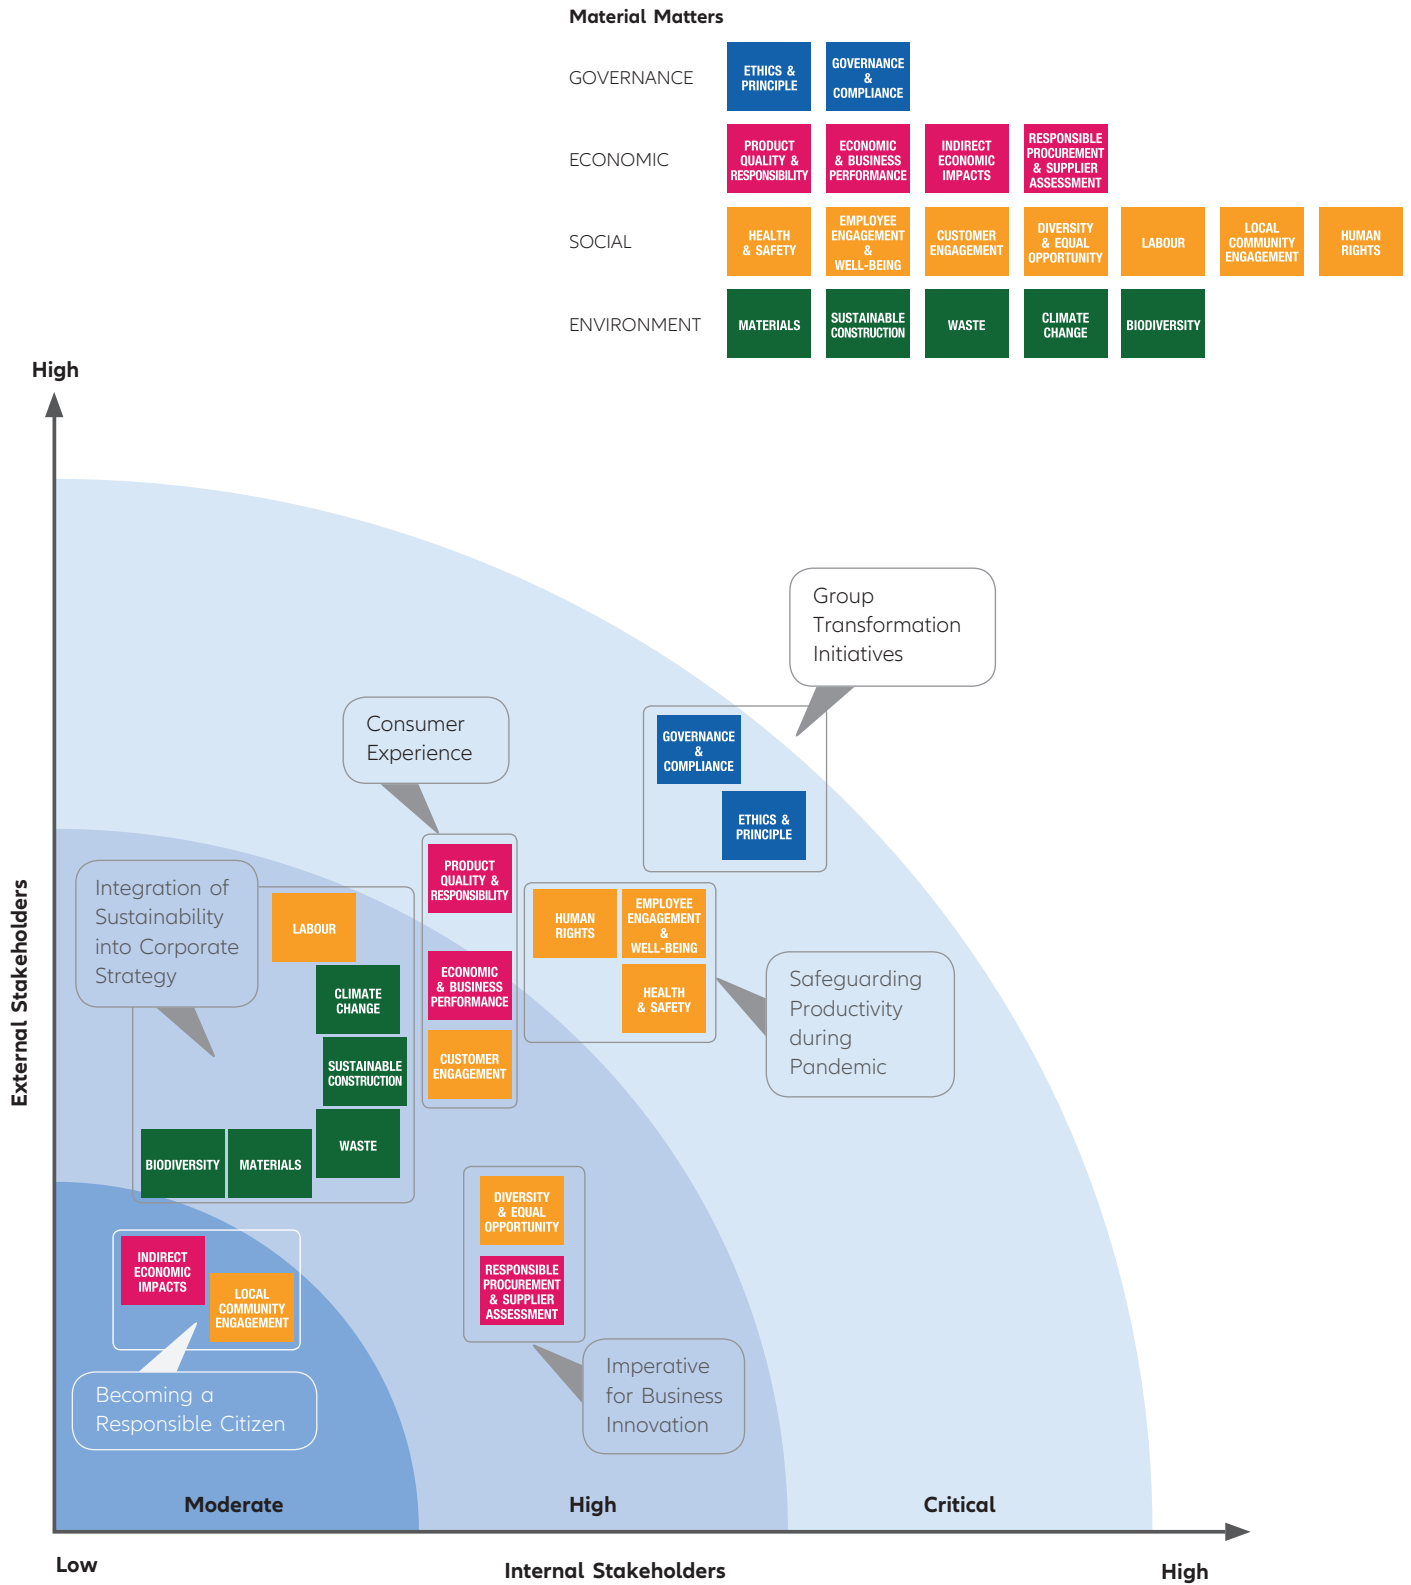 Material Matters
GOVERNANCE
ETHICS &
PRINCIPLE
GOVERNANCE
&
COMPLIANCE
ECONOMIC
PRODUCT
QUALITY &
RESPONSIBILITY
ECONOMIC
& BUSINESS
PERFORMANCE
INDIRECT
ECONOMIC
IMPACTS
RESPONSIBLE
PROCUREMENT
& SUPPLIER
ASSESSMENT
SOCIAL
HEALTH
& SAFETY
EMPLOYEE
ENGAGEMENT
&
WELL-BEING
CUSTOMER
ENGAGEMENT
DIVERSITY
& EQUAL
OPPORTUNITY
LABOUR
LOCAL
COMMUNITY
ENGAGEMENT
HUMAN
RIGHTS
ENVIRONMENT
MATERIALS
SUSTAINABLE
CONSTRUCTION
WASTE
CLIMATE
CHANGE
BIODIVERSITY
High
External Stakeholders
Group
Transformation
Initiatives
GOVERNANCE
&
COMPLIANCE
ETHICS &
PRINCIPLE
Consumer
Experience
PRODUCT
QUALITY &
RESPONSIBILITY
ECONOMIC
& BUSINESS
PERFORMANCE
CUSTOMER
ENGAGEMENT
HUMAN
RIGHTS
EMPLOYEE
ENGAGEMENT
&
WELL-BEING
HEALTH
& SAFETY
Safeguarding
Productivity
during
Pandemic
Integration of
Sustainability
into Corporate
Strategy
LABOUR
CLIMATE
CHANGE
SUSTAINABLE
CONSTRUCTION
WASTE
BIODIVERSITY
MATERIALS
DIVERSITY
& EQUAL
OPPORTUNITY
RESPONSIBLE
PROCUREMENT
& SUPPLIER
ASSESSMENT
Imperative
for Business
Innovation
INDIRECT
ECONOMIC
IMPACTS
LOCAL
COMMUNITY
ENGAGEMENT
Becoming a
Responsible Citizen
Moderate
High
Critical
Low
Internal Stakeholders
High